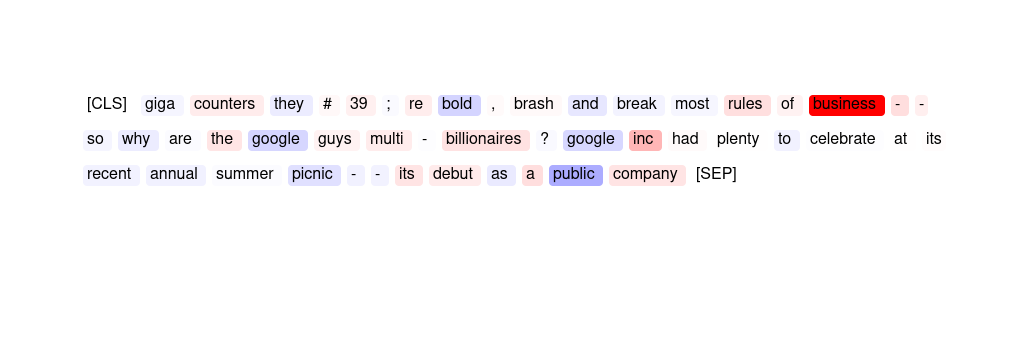 [CLS] giga counters they # 39 ; re bold , brash and break most rules of business - -
so why are the google guys multi - billionaires ? google inc had plenty to celebrate at its
recent annual summer picnic - - its debut as a public company [SEP]